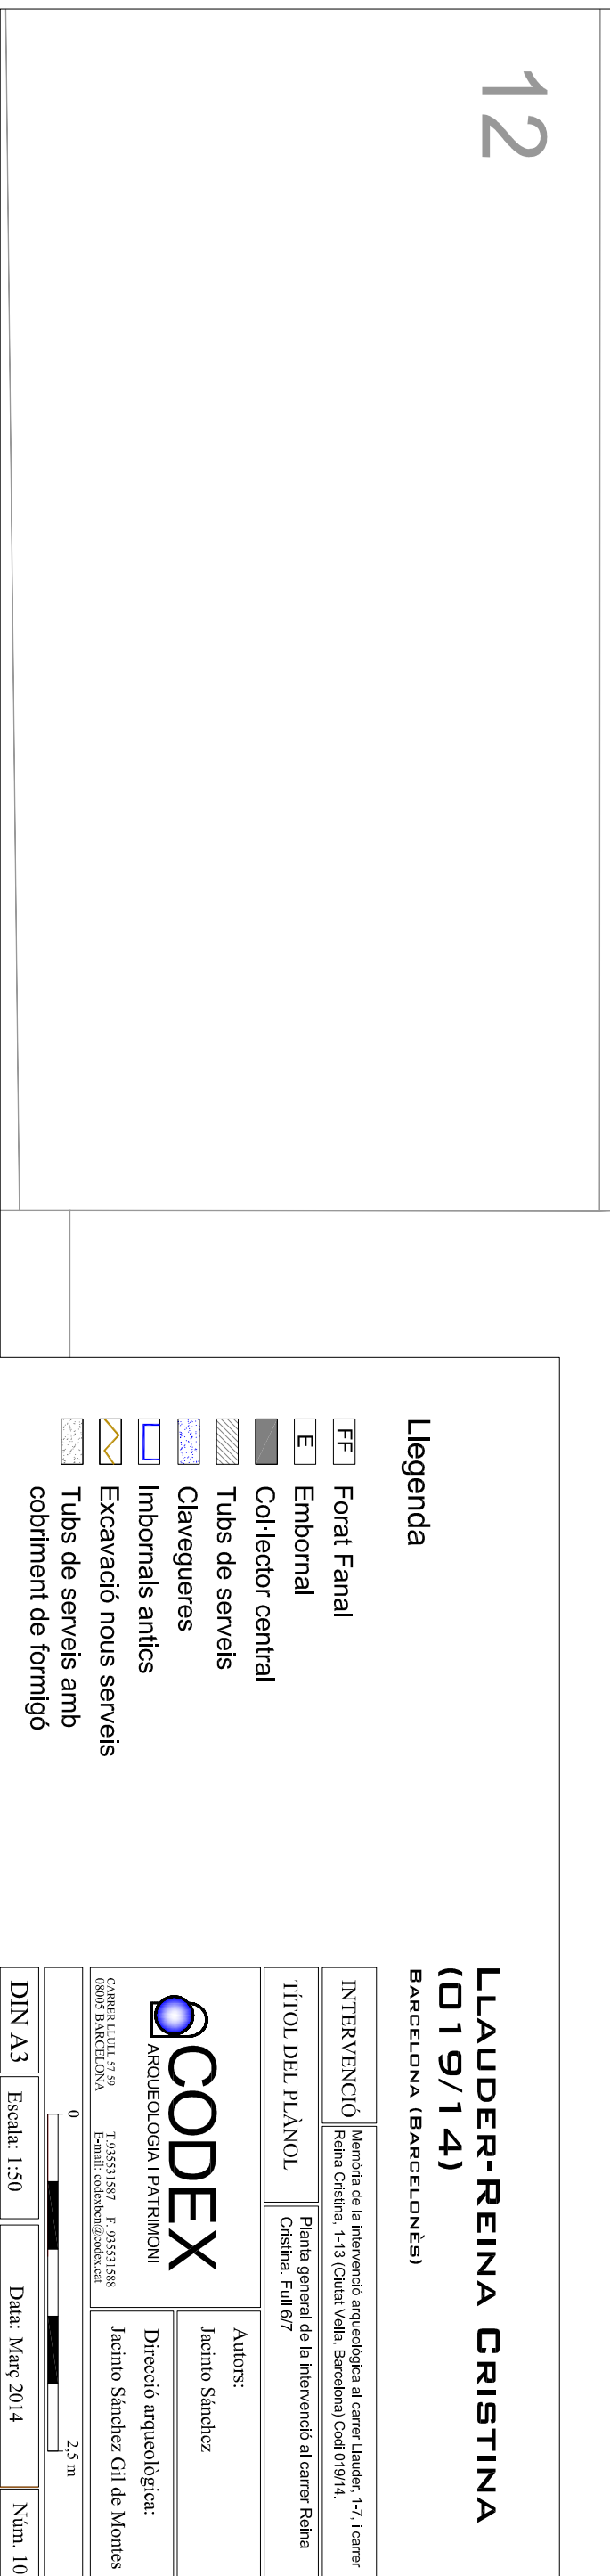 12
Llegenda
FF Forat Fanal
E Embornal
Col·lector central
Tubs de serveis
Clavegueres
Imbornals antics
Excavació nous serveis
Tubs de serveis amb
cobriment de formigó
LLAUDER-REINA CRISTINA
(019/14)
BARCELONA (BARCELONÈS)
INTERVENCIÓ
Memòria de la intervenció arqueològica al carrer Llauder, 1-7, i carrer
Reina Cristina, 1-13 (Ciutat Vella, Barcelona) Codi 019/14.
TÍTOL DEL PLÀNOL
Planta general de la intervenció al carrer Reina
Cristina. Full 6/7
CODEX
ARQUEOLOGIA I PATRIMONI
CARRER LLULL 57-59
08005 BARCELONA
T.935531587 F. 935531588
E-mail: codexbcn@codex.cat
Autors:
Jacinto Sánchez
Direcció arqueològica:
Jacinto Sánchez Gil de Montes
0 2,5 m
DIN A3
Escala: 1:50
Data: Març 2014
Núm. 10